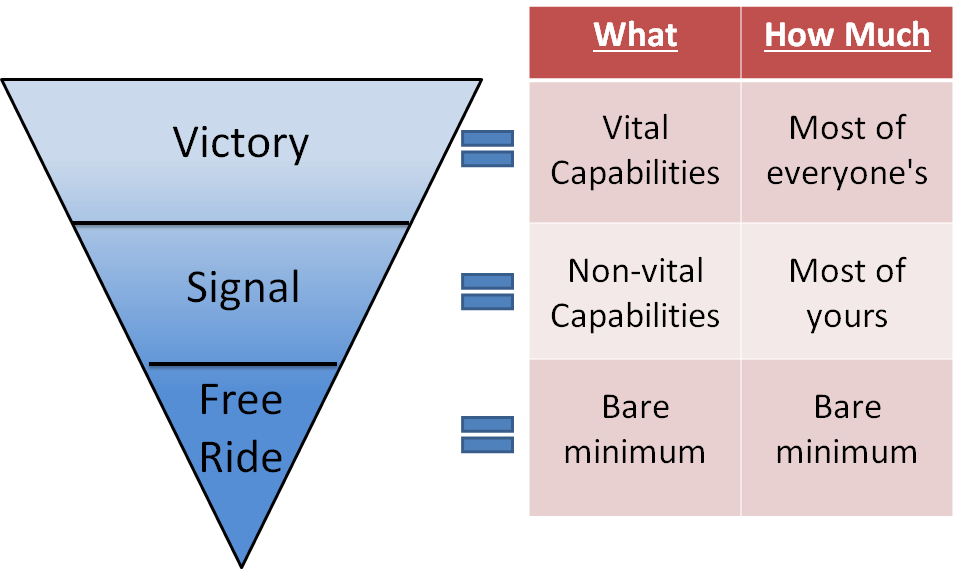 What
How Much
Victory
Vital
Capabilities
Most of
everyone's
Signal
Non-vital
Capabilities
Most of
yours
Free
Ride
Bare
minimum
Bare
minimum